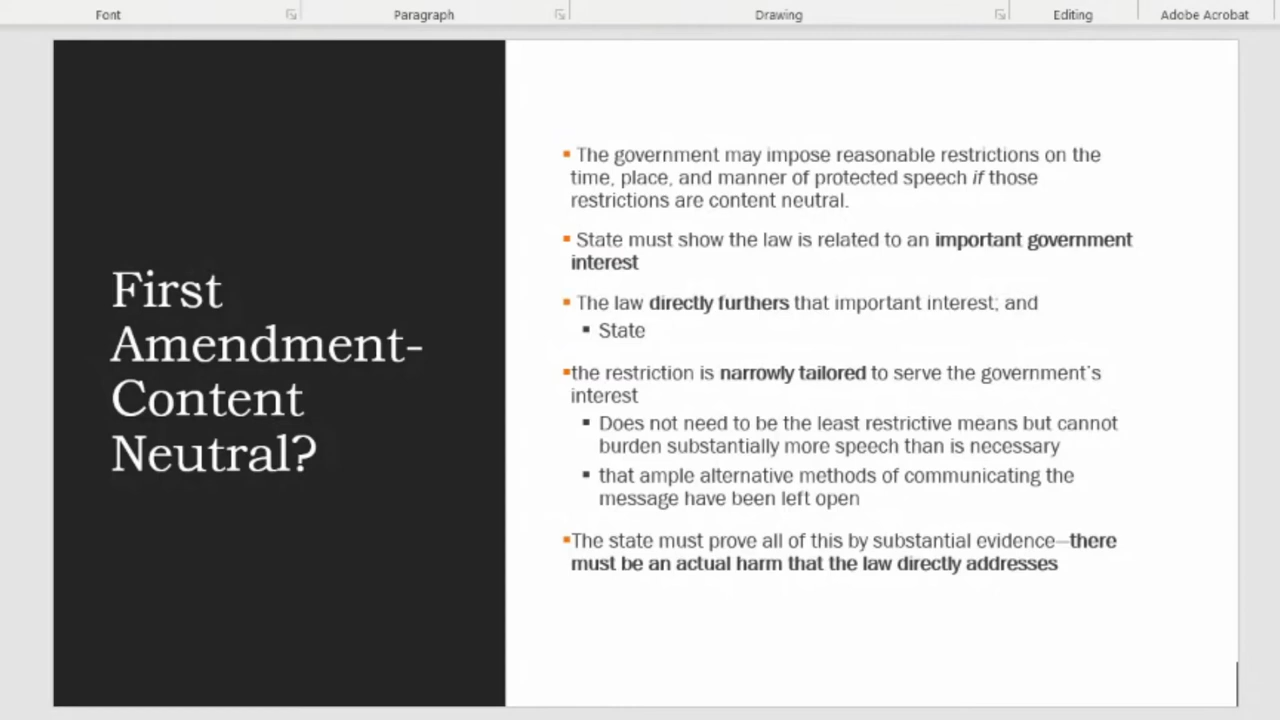 Font Paragraph Drawing Editing Adobe Acrobat
First
Amendment-
Content
Neutral?
The government may impose reasonable restrictions on the
time, place, and manner of protected speech if those
restrictions are content neutral.
State must show the law is related to an important government
interest
The law directly furthers that important interest; and
State
the restriction is narrowly tailored to serve the government's
interest
Does not need to be the least restrictive means but cannot
burden substantially more speech than is necessary
that ample alternative methods of communicating the
message have been left open
The state must prove all of this by substantial evidence—there
must be an actual harm that the law directly addresses